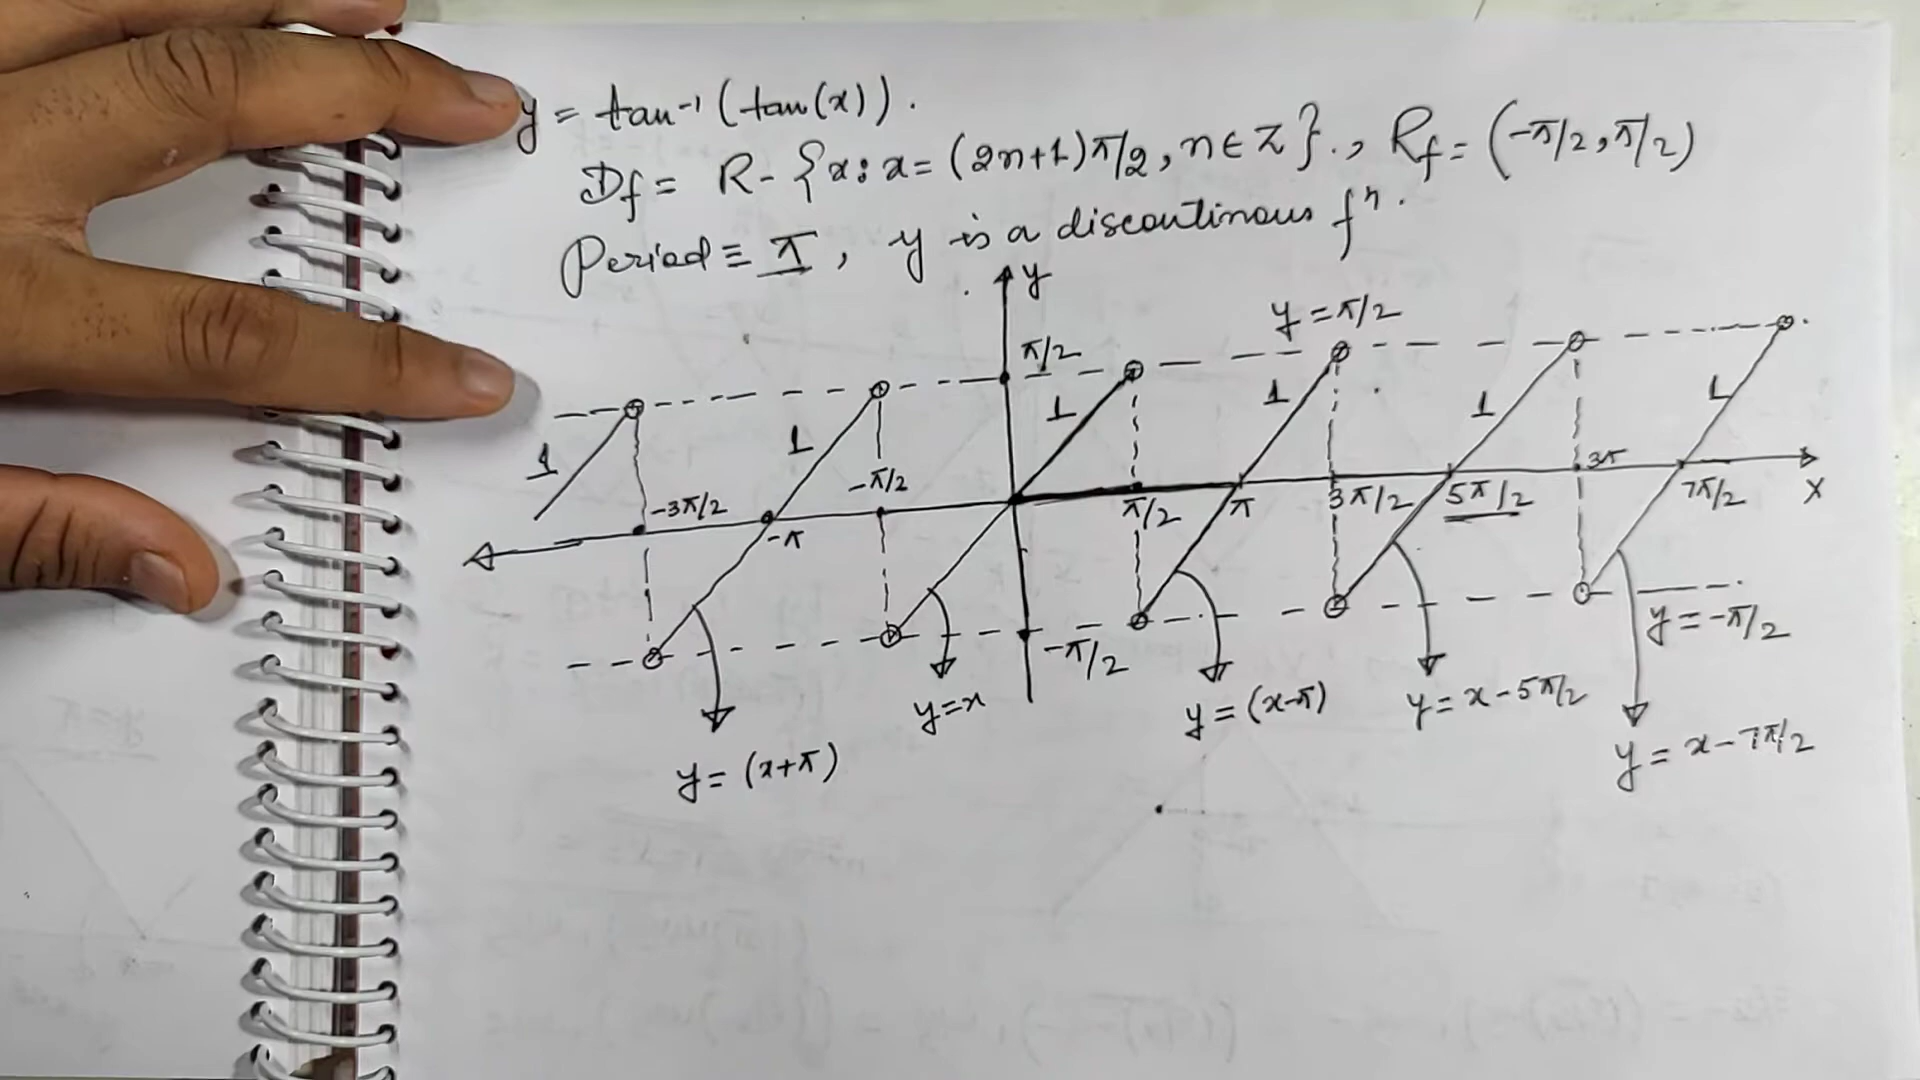 y = tan⁻¹(tan(x)).
Df = R - {x : x = (2n+1)π/2, n ∈ Z}., Rf = (-π/2, π/2)
Period ≡ π, y is a discontinous fⁿ.
y
y = π/2
π/2
1 1 1 1 1 1
-3π/2 -π -π/2 π/2 π 3π/2 5π/2 3π 7π/2 X
-π/2
y = -π/2
y = (x+π)
y = x
y = (x-π)
y = x - 5π/2
y = x - 7π/2